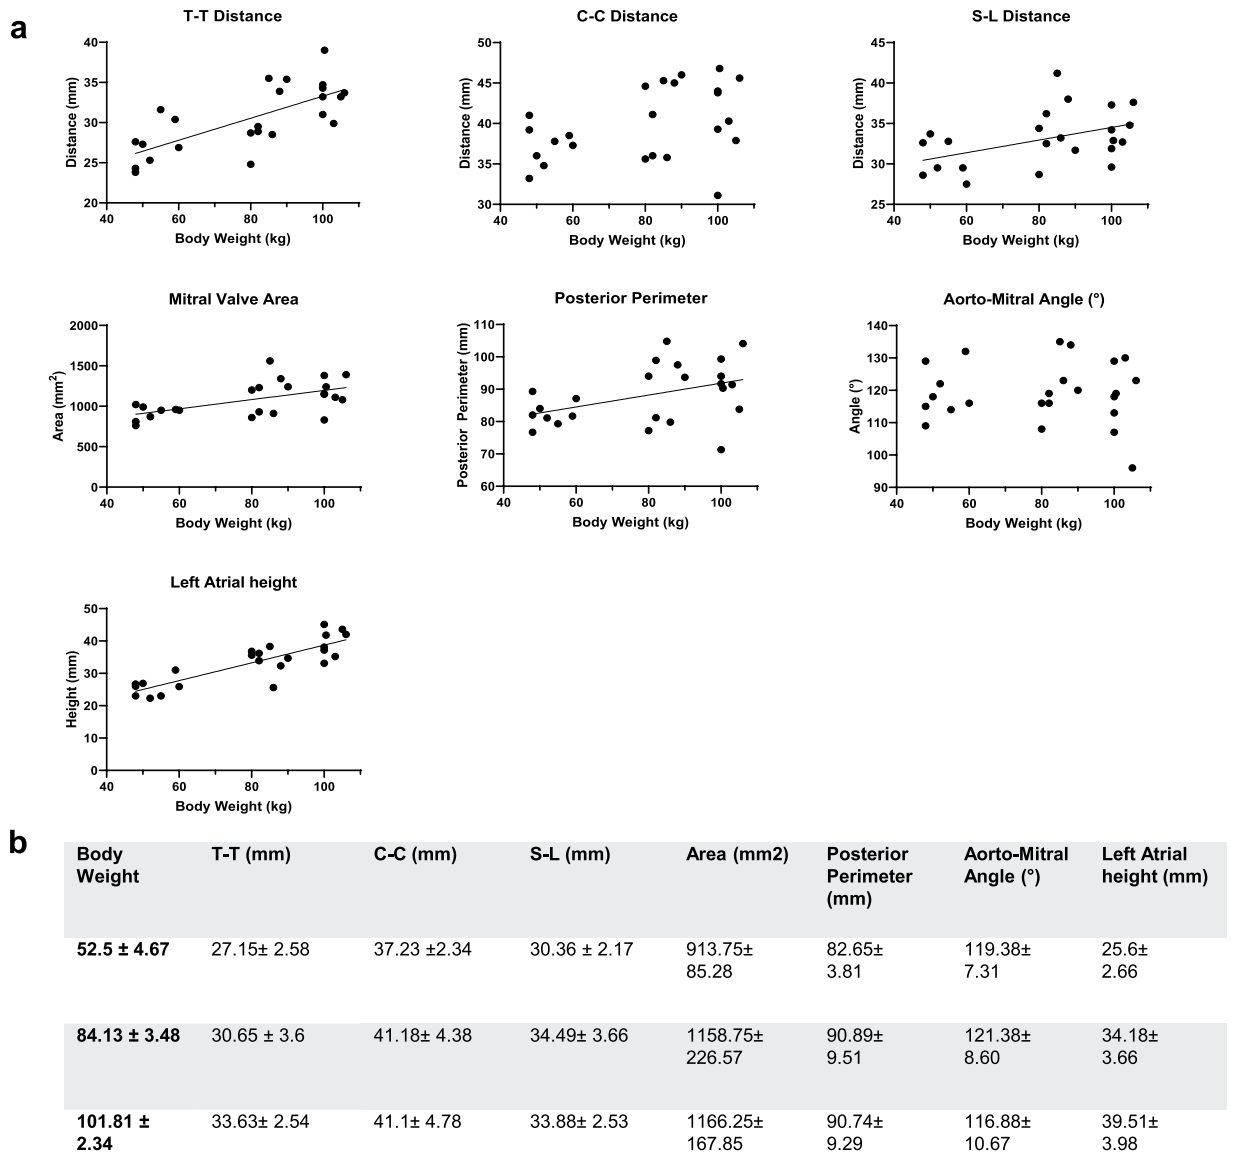 a
T-T Distance
40
35
30
25
20
Distance (mm)
40 60 80 100
Body Weight (kg)
C-C Distance
50
45
40
35
30
Distance (mm)
40 60 80 100
Body Weight (kg)
S-L Distance
45
40
35
30
25
Distance (mm)
40 60 80 100
Body Weight (kg)
Mitral Valve Area
2000
1500
1000
500
0
Area (mm²)
40 60 80 100
Body Weight (kg)
Posterior Perimeter
110
100
90
80
70
60
Posterior Perimeter (mm)
40 60 80 100
Body Weight (kg)
Aorto-Mitral Angle (°)
140
130
120
110
100
90
Angle (°)
40 60 80 100
Body Weight (kg)
Left Atrial height
50
40
30
20
10
0
Height (mm)
40 60 80 100
Body Weight (kg)
b
Body T-T (mm) C-C (mm) S-L (mm) Area (mm2) Posterior Aorto-Mitral Left Atrial
Weight Perimeter Angle (°) height (mm)
(mm)
52.5 ± 4.67 27.15± 2.58 37.23 ±2.34 30.36 ± 2.17 913.75± 82.65± 119.38± 25.6±
85.28 3.81 7.31 2.66
84.13 ± 3.48 30.65 ± 3.6 41.18± 4.38 34.49± 3.66 1158.75± 90.89± 121.38± 34.18±
226.57 9.51 8.60 3.66
101.81 ± 33.63± 2.54 41.1± 4.78 33.88± 2.53 1166.25± 90.74± 116.88± 39.51±
2.34 167.85 9.29 10.67 3.98